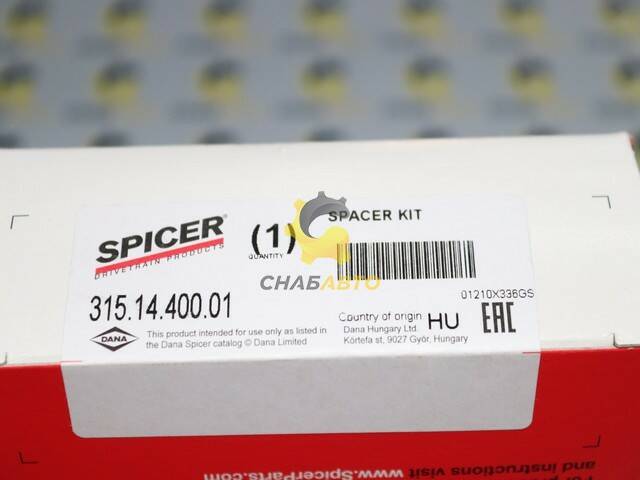 SPICER®
DRIVETRAIN PRODUCTS
(1)
QUANTITY
SPACER KIT
СНАБАВТО
315.14.400.01
01210X336GS
DANA
This product intended for use only as listed in
the Dana Spicer catalog © Dana Limited
Country of origin HU
Dana Hungary Ltd.
Körtefa st, 9027 Győr, Hungary
EAC
www.SpicerParts.com
and instructions visit